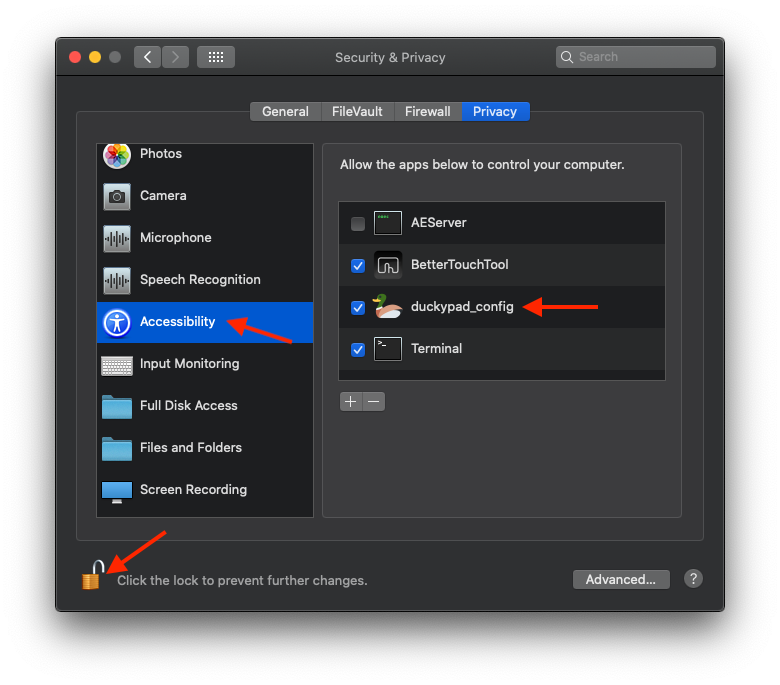 Security & Privacy
Search
General
FileVault
Firewall
Privacy
Photos
Camera
Microphone
Speech Recognition
Accessibility
Input Monitoring
Full Disk Access
Files and Folders
Screen Recording
Allow the apps below to control your computer.
AEServer
BetterTouchTool
duckypad_config
Terminal
Click the lock to prevent further changes.
Advanced...
?